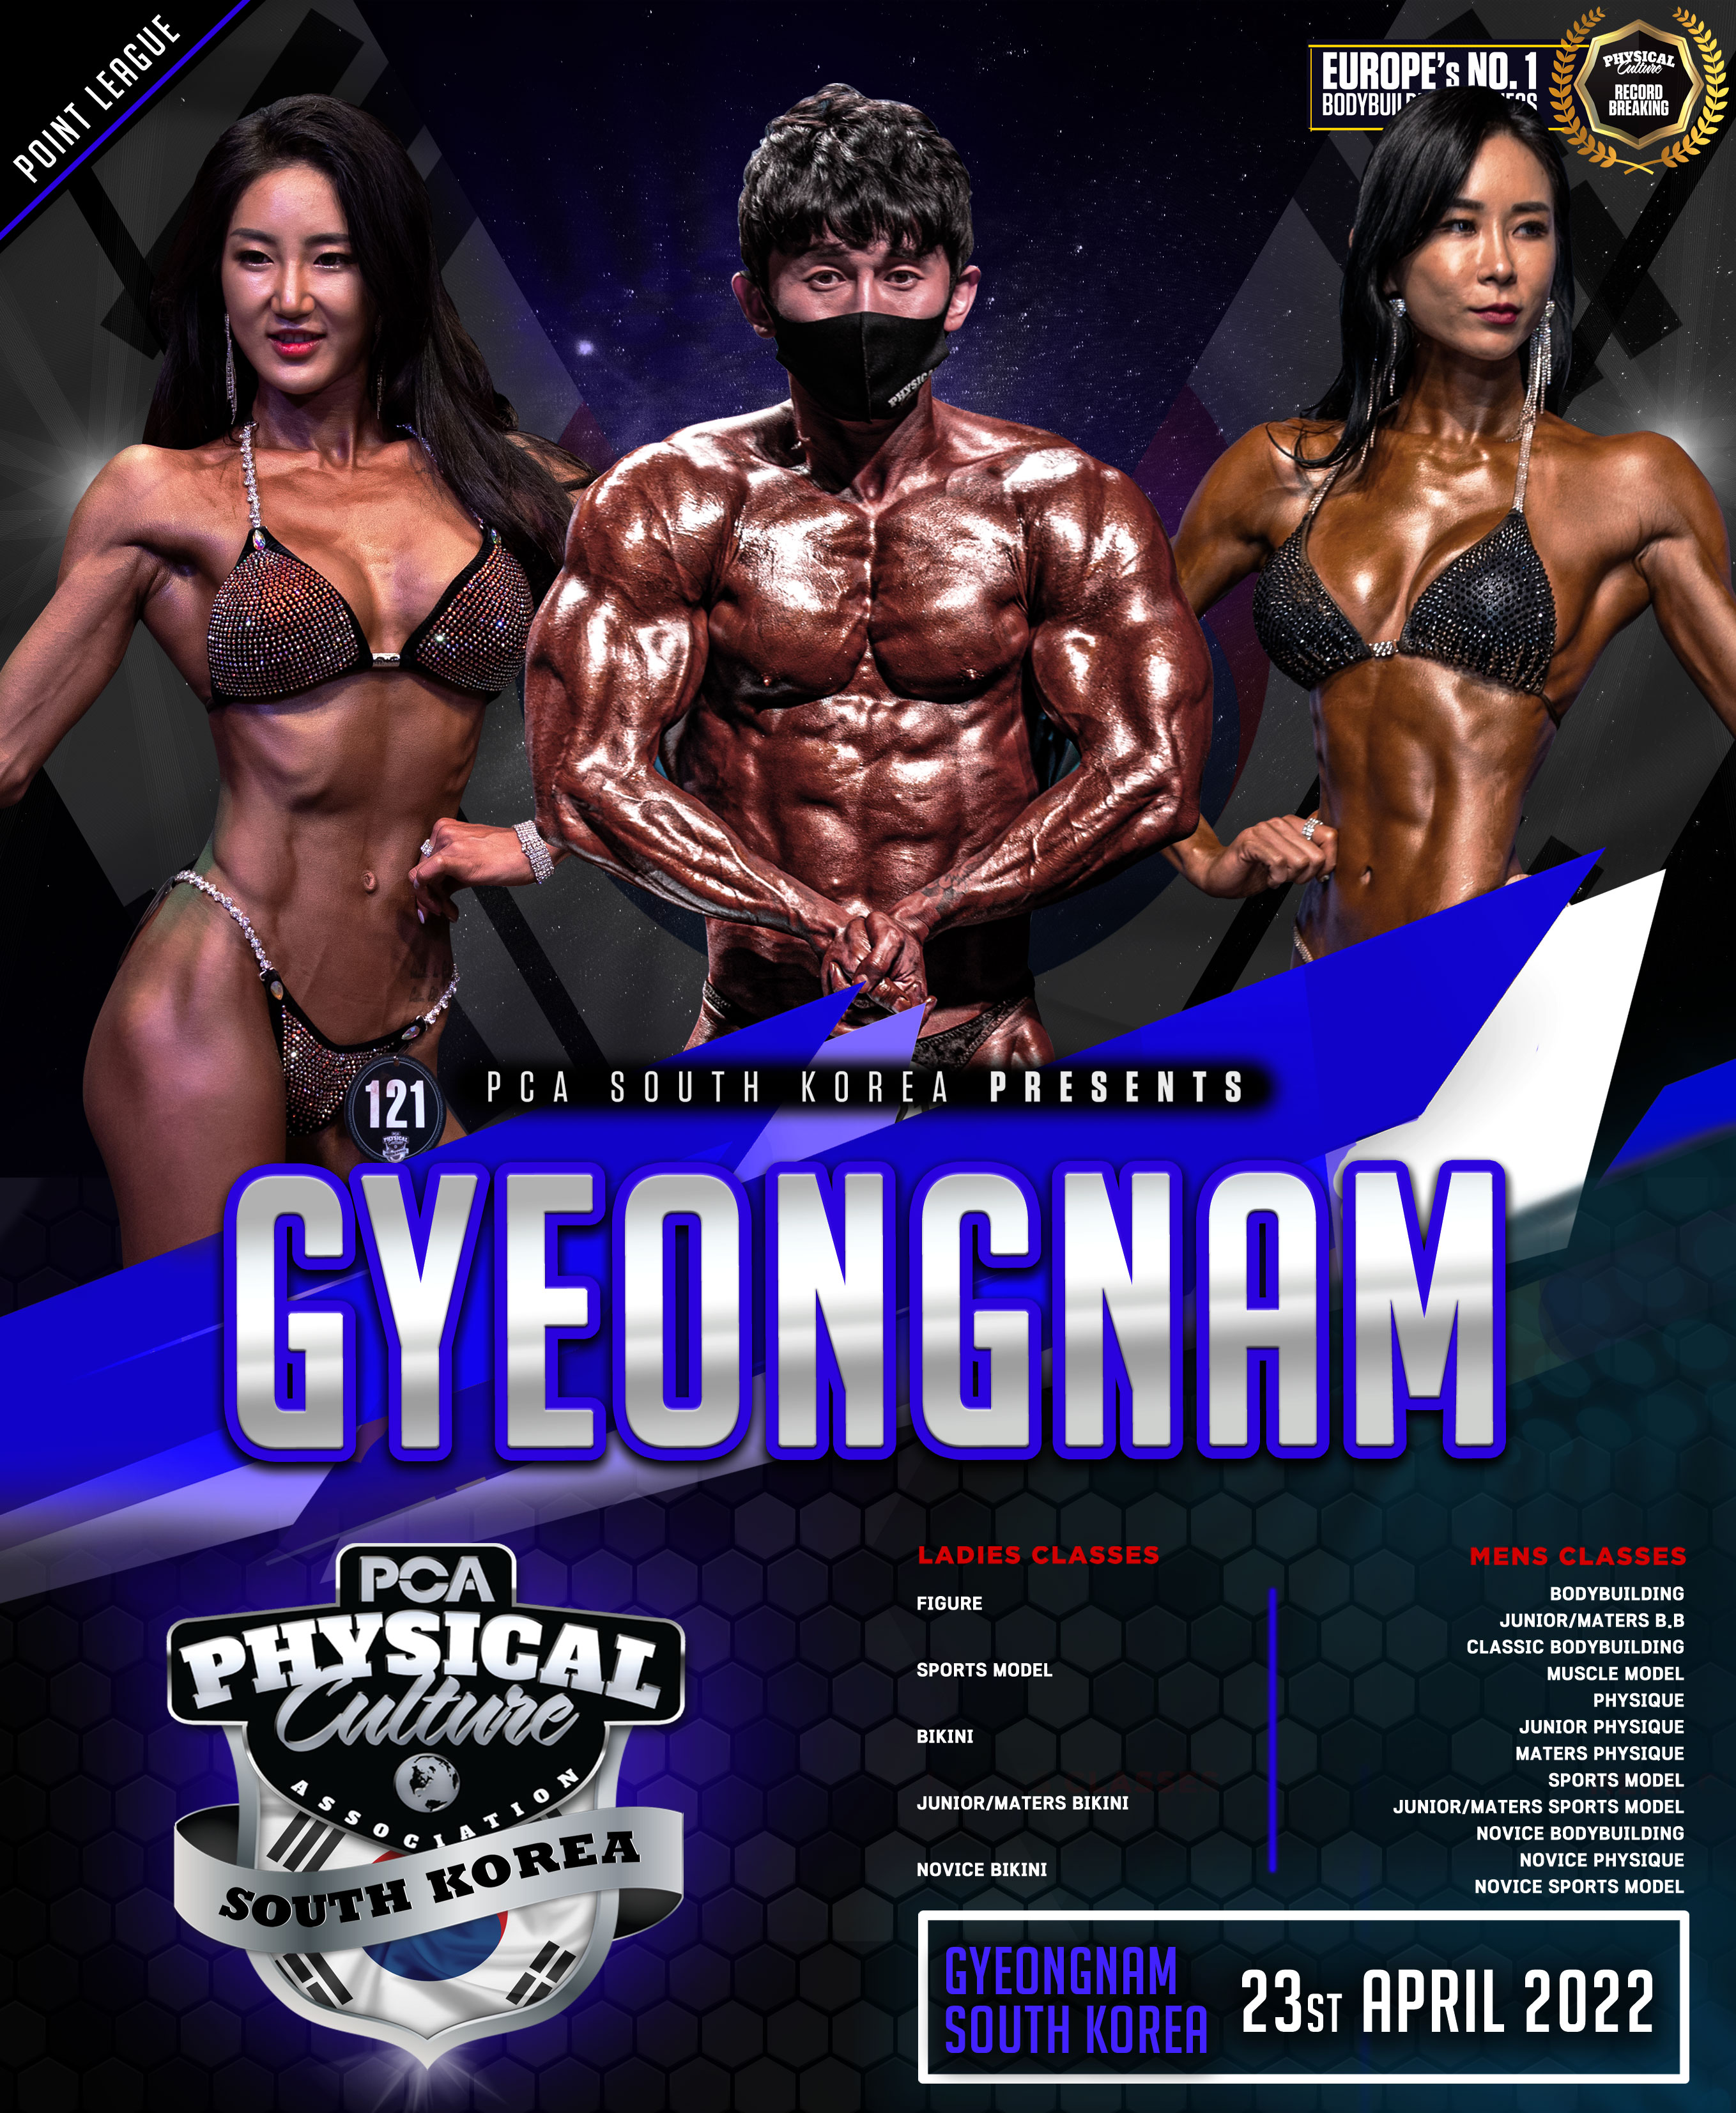 POINT LEAGUE
EUROPE's NO.1
PHYSICAL
Culture
RECORD
BREAKING
121
PCA SOUTH KOREA PRESENTS
GYEONGNAM
PCA
PHYSICAL
Culture
ASSOCIATION
SOUTH KOREA
LADIES CLASSES
FIGURE
SPORTS MODEL
BIKINI
JUNIOR/MATERS BIKINI
NOVICE BIKINI
MENS CLASSES
BODYBUILDING
JUNIOR/MATERS B.B
CLASSIC BODYBUILDING
MUSCLE MODEL
PHYSIQUE
JUNIOR PHYSIQUE
MATERS PHYSIQUE
SPORTS MODEL
JUNIOR/MATERS SPORTS MODEL
NOVICE BODYBUILDING
NOVICE PHYSIQUE
NOVICE SPORTS MODEL
GYEONGNAM
SOUTH KOREA
23ST APRIL 2022